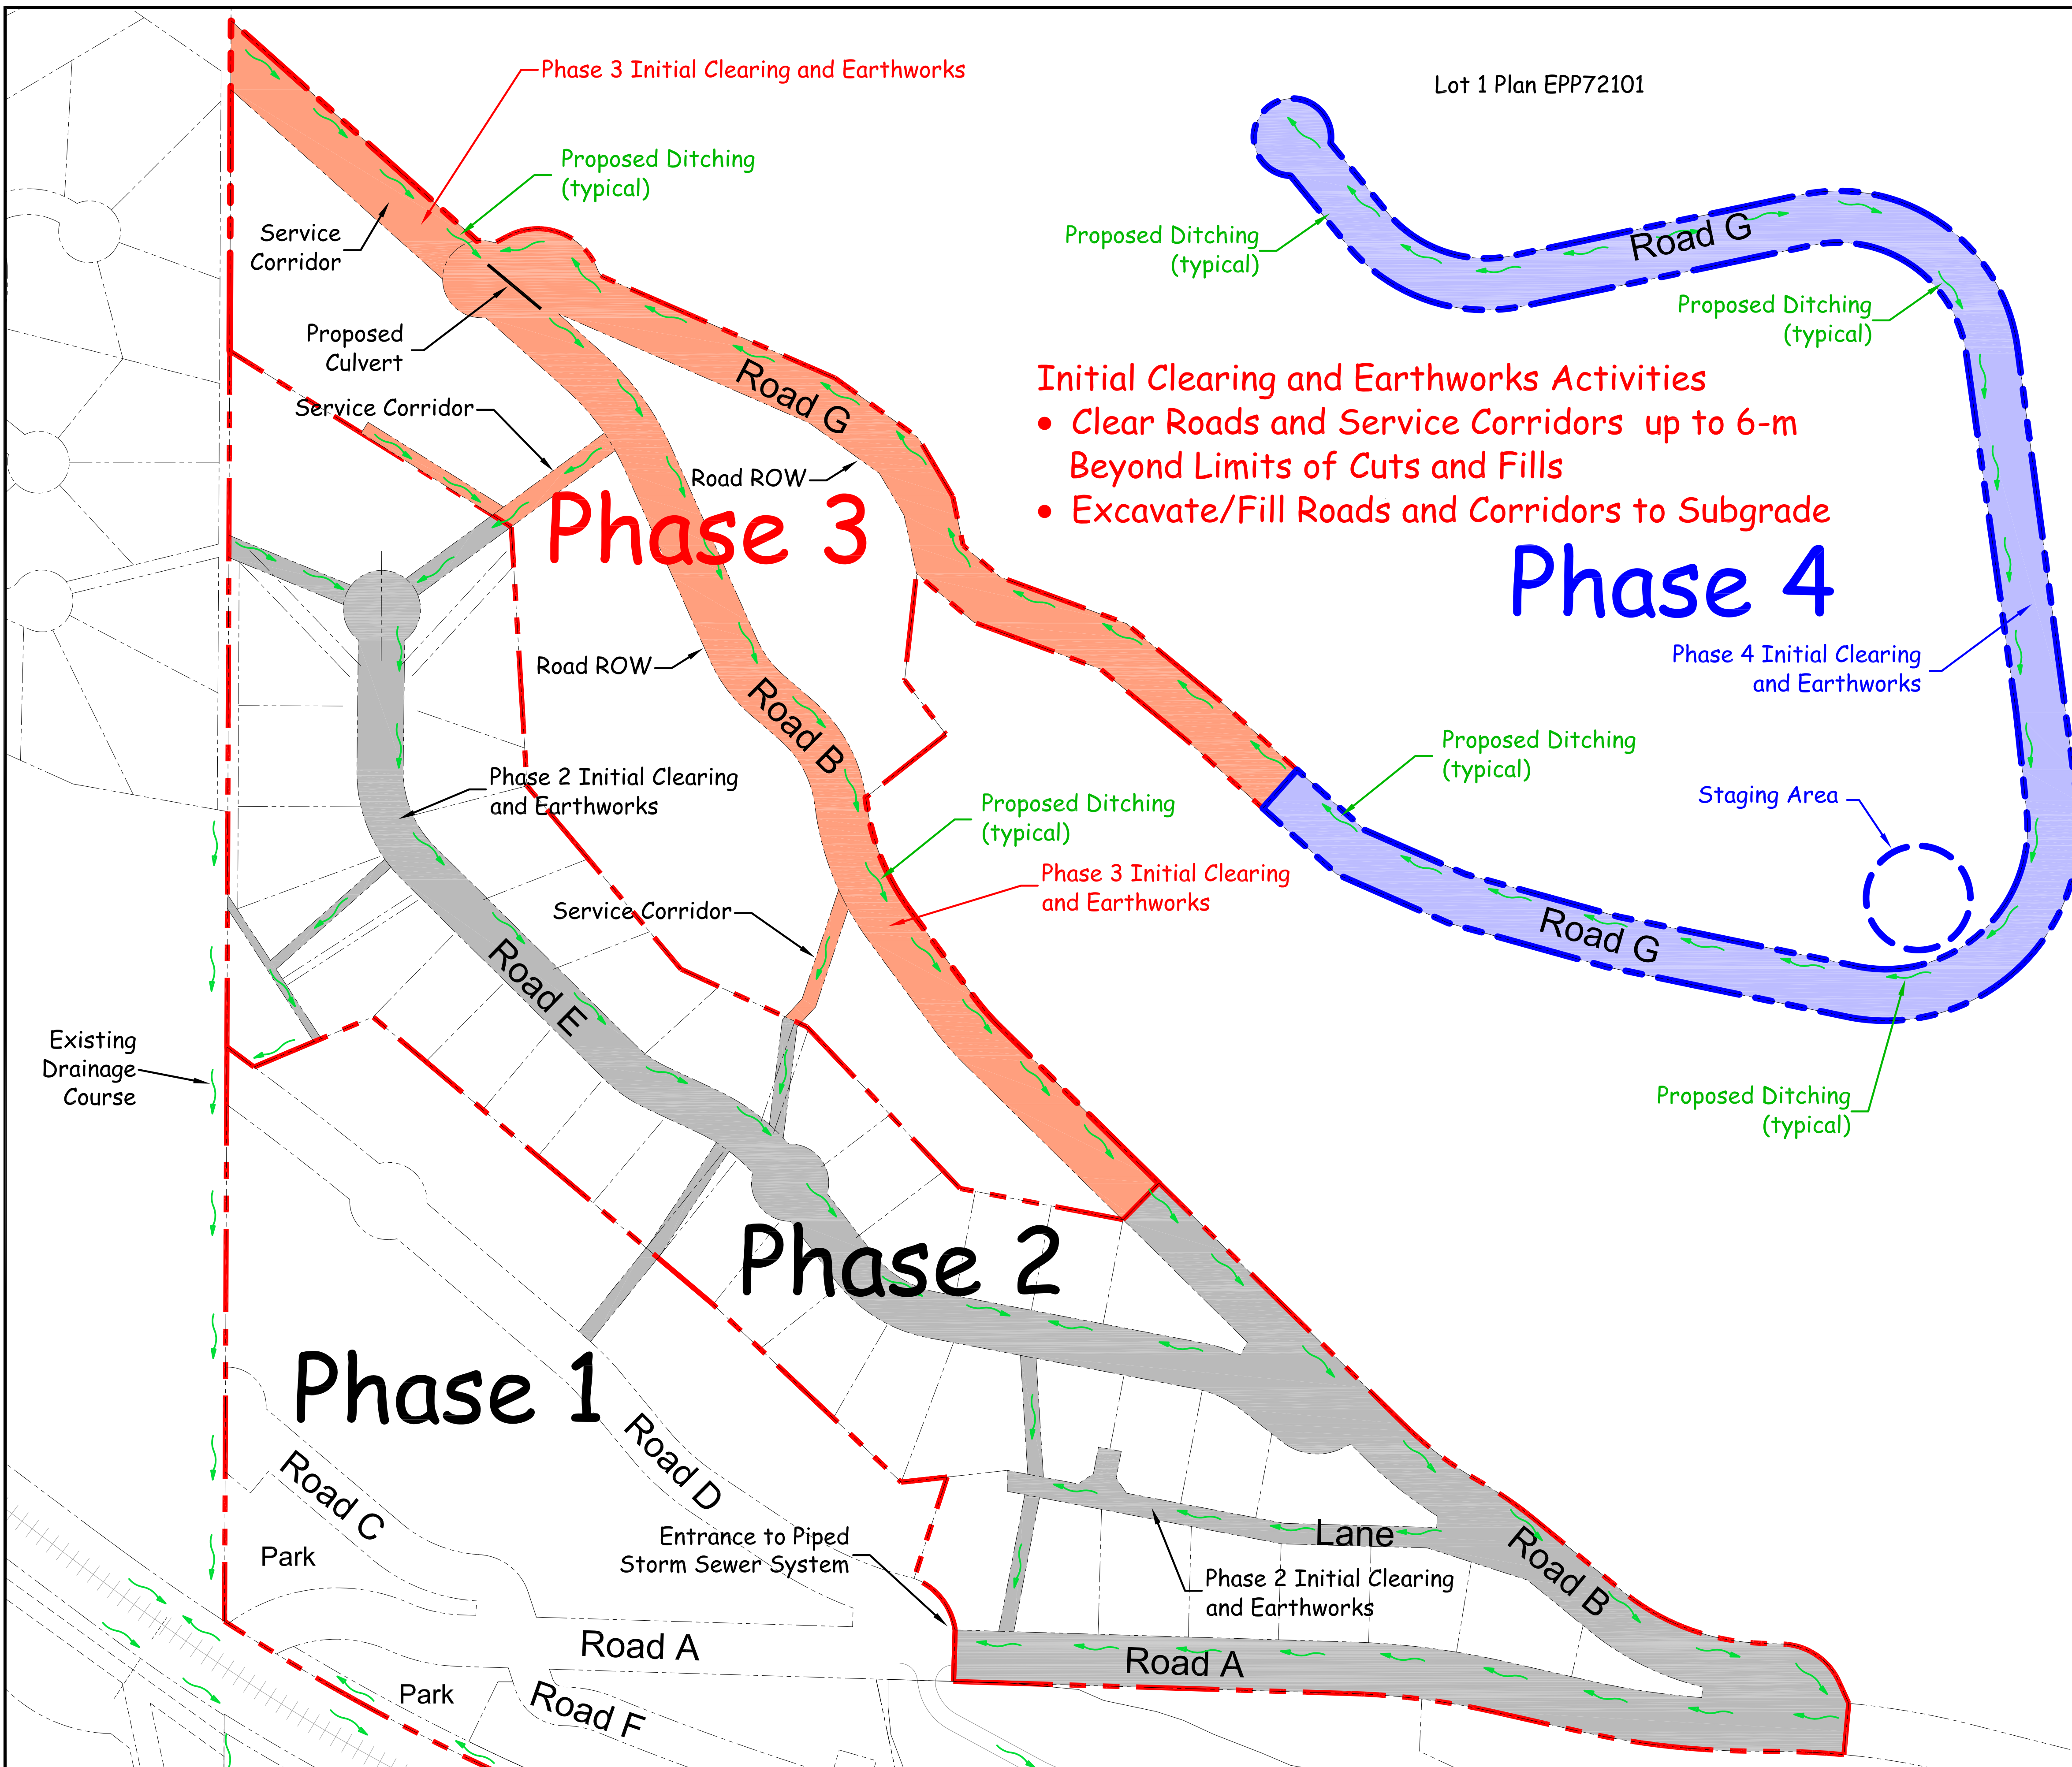 Phase 3 Initial Clearing and Earthworks
Lot 1 Plan EPP72101
Proposed Ditching
(typical)
Service
Corridor
Proposed Ditching
(typical)
Road G
Proposed Ditching
(typical)
Proposed
Culvert
Initial Clearing and Earthworks Activities
• Clear Roads and Service Corridors up to 6-m
Beyond Limits of Cuts and Fills
• Excavate/Fill Roads and Corridors to Subgrade
Road G
Service Corridor
Road ROW
Phase 3
Phase 4
Road ROW
Phase 4 Initial Clearing
and Earthworks
Road B
Proposed Ditching
(typical)
Phase 2 Initial Clearing
and Earthworks
Staging Area
Proposed Ditching
(typical)
Phase 3 Initial Clearing
and Earthworks
Service Corridor
Road G
Road E
Existing
Drainage
Course
Proposed Ditching
(typical)
Phase 2
Phase 1
Road D
Road C
Park
Entrance to Piped
Storm Sewer System
Lane
Road B
Phase 2 Initial Clearing
and Earthworks
Road A
Road A
Park
Road F